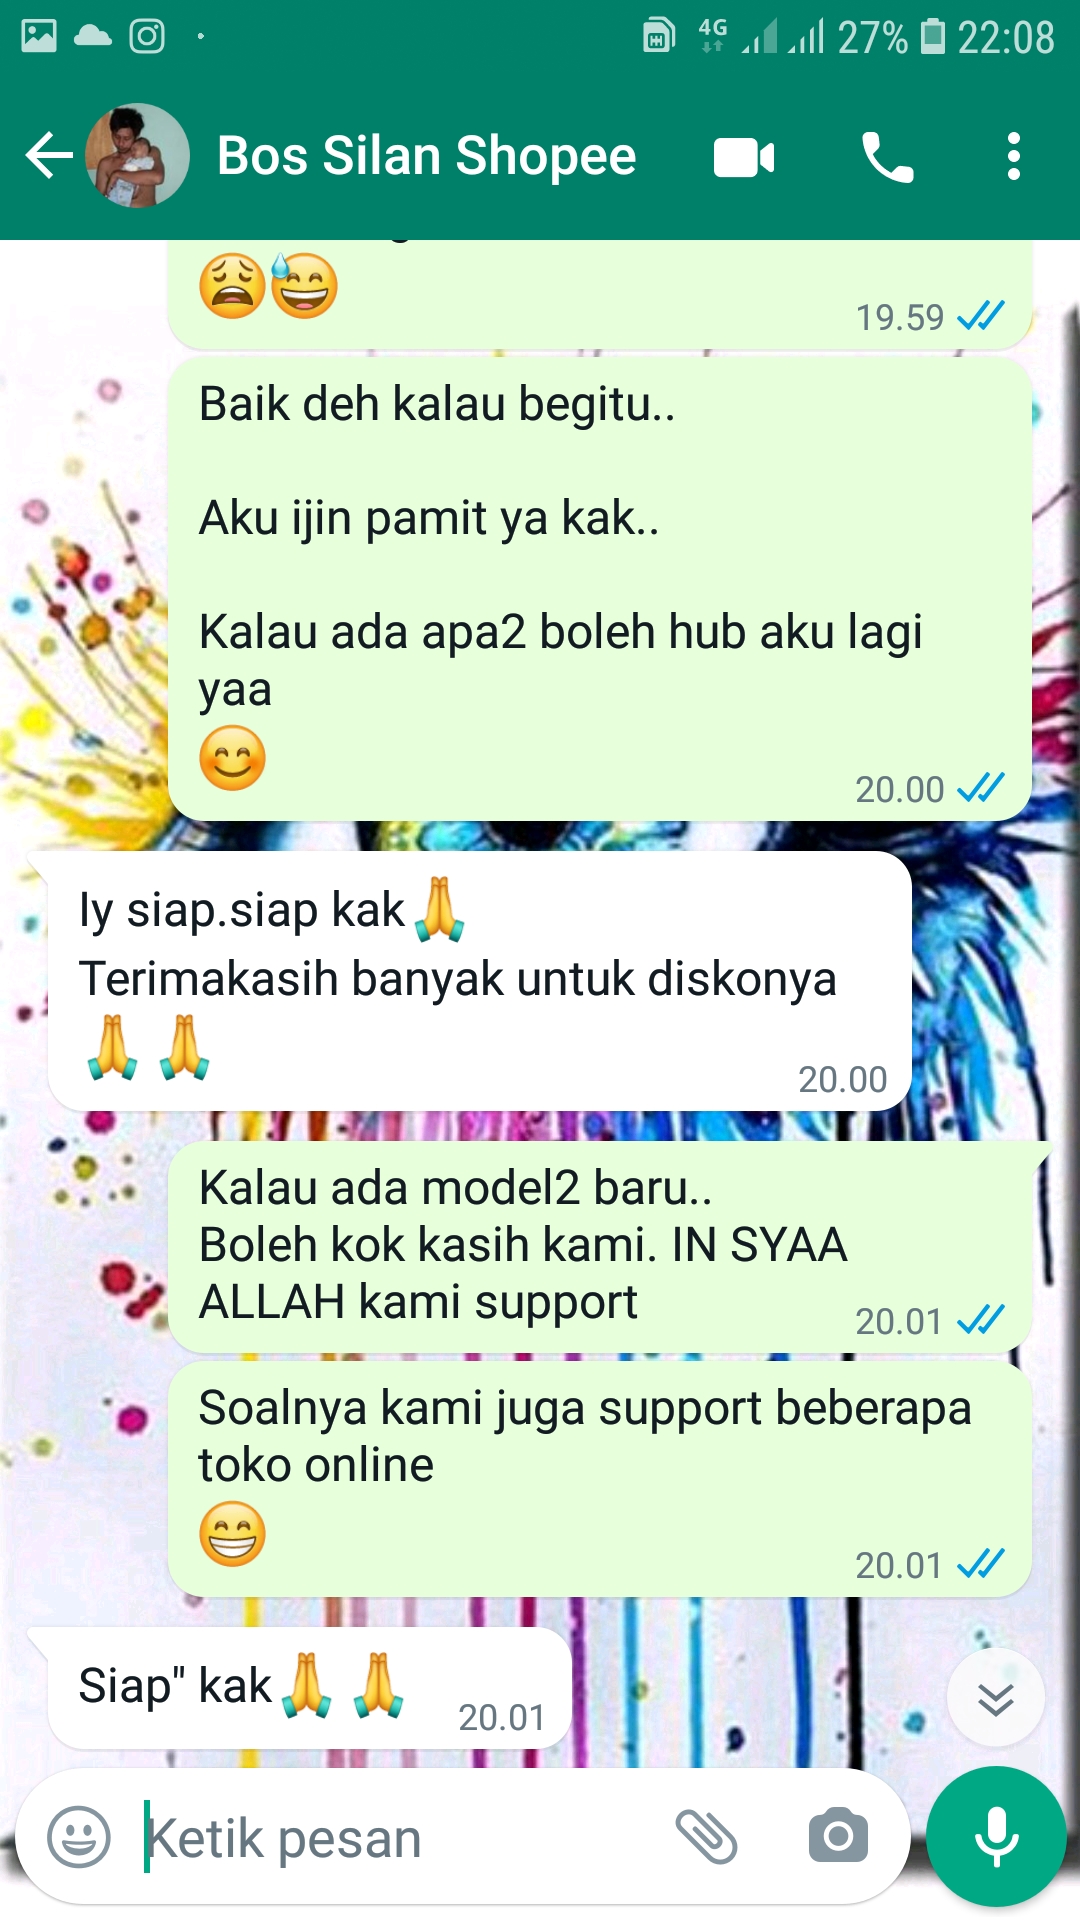 4G 27% 22:08
Bos Silan Shopee
😩😅
19.59
Baik deh kalau begitu..
Aku ijin pamit ya kak..
Kalau ada apa2 boleh hub aku lagi
yaa
😊
20.00
Iy siap.siap kak🙏
Terimakasih banyak untuk diskonya
🙏 🙏
20.00
Kalau ada model2 baru..
Boleh kok kasih kami. IN SYAA
ALLAH kami support
20.01
Soalnya kami juga support beberapa
toko online
😁
20.01
Siap" kak🙏 🙏 20.01
Ketik pesan